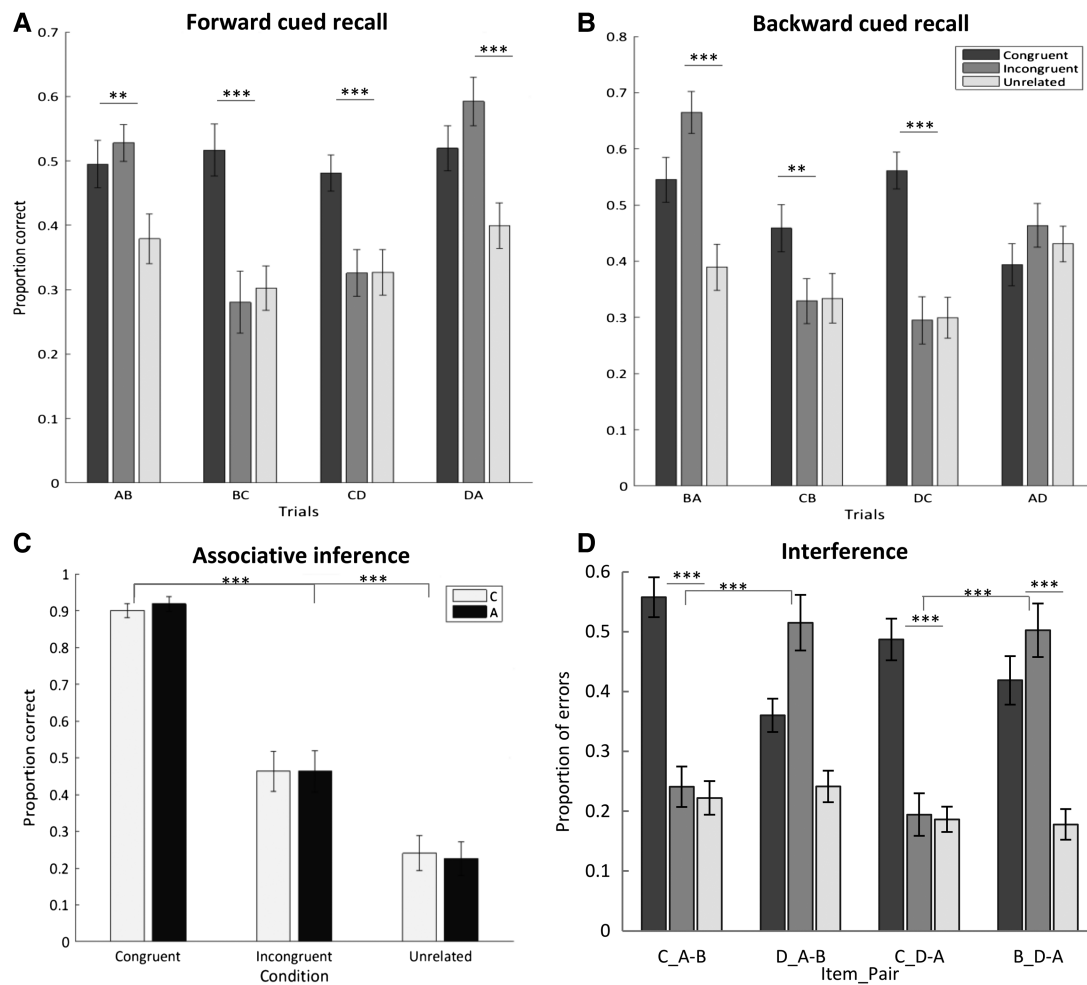 A Forward cued recall
0.7
0.6
0.5
0.4
0.3
0.2
0.1
0
Proportion correct
** *** *** ***
AB BC CD DA
Trials
B Backward cued recall
0.8
0.7
0.6
0.5
0.4
0.3
0.2
0.1
0
Congruent
Incongruent
Unrelated
*** ** ***
BA CB DC AD
Trials
C Associative inference
1
0.9
0.8
0.7
0.6
0.5
0.4
0.3
0.2
0.1
0
Proportion correct
*** ***
C
A
Congruent Incongruent Unrelated
Condition
D Interference
0.6
0.5
0.4
0.3
0.2
0.1
0
Proportion of errors
*** *** *** *** ***
C_A-B D_A-B C_D-A B_D-A
Item_Pair